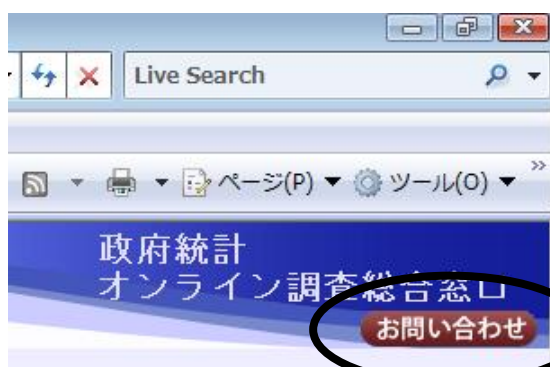 Live Search
ページ(P) ツール(O)
政府統計
オンライン調査総合窓口
お問い合わせ